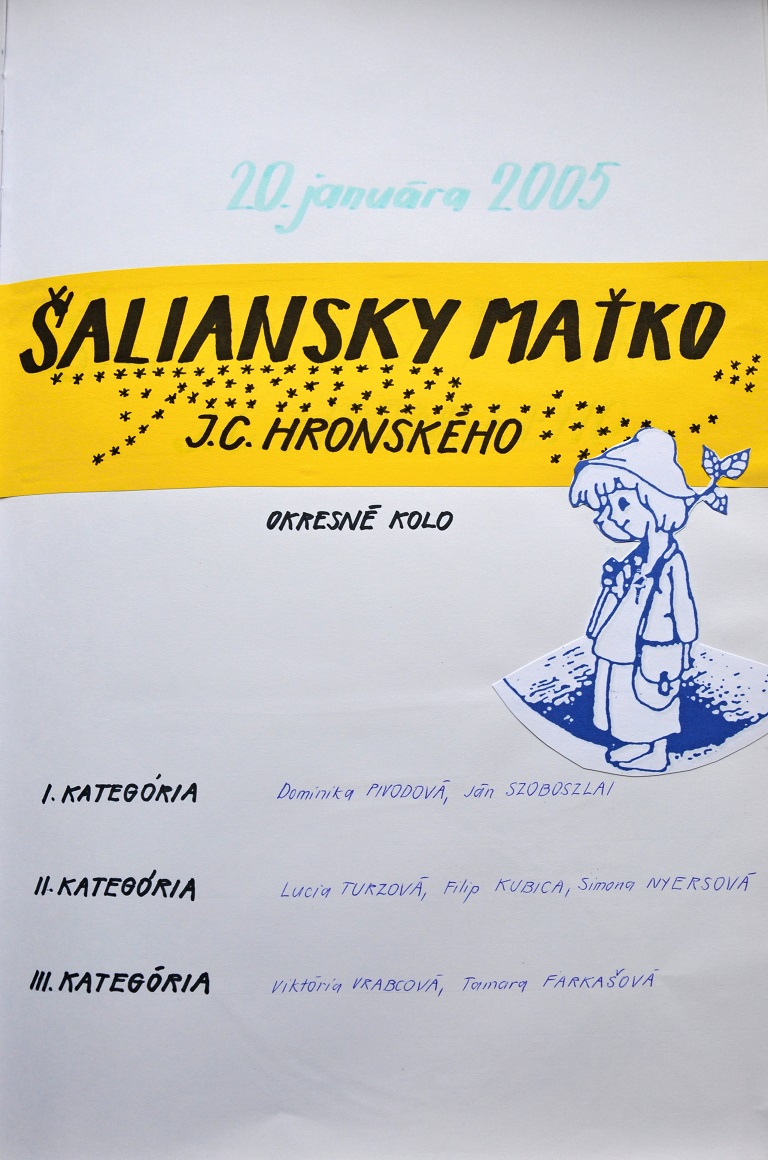 20. januára 2005
ŠALIANSKY MAŤKO
J.C. HRONSKÉHO
OKRESNÉ KOLO
I. KATEGÓRIA Dominika PIVODOVÁ, Ján SZOBOSZLAI
II. KATEGÓRIA Lucia TURZOVÁ, Filip KUBICA, Simona NYERSOVÁ
III. KATEGÓRIA Viktória VRABCOVÁ, Tamara FARKAŠOVÁ